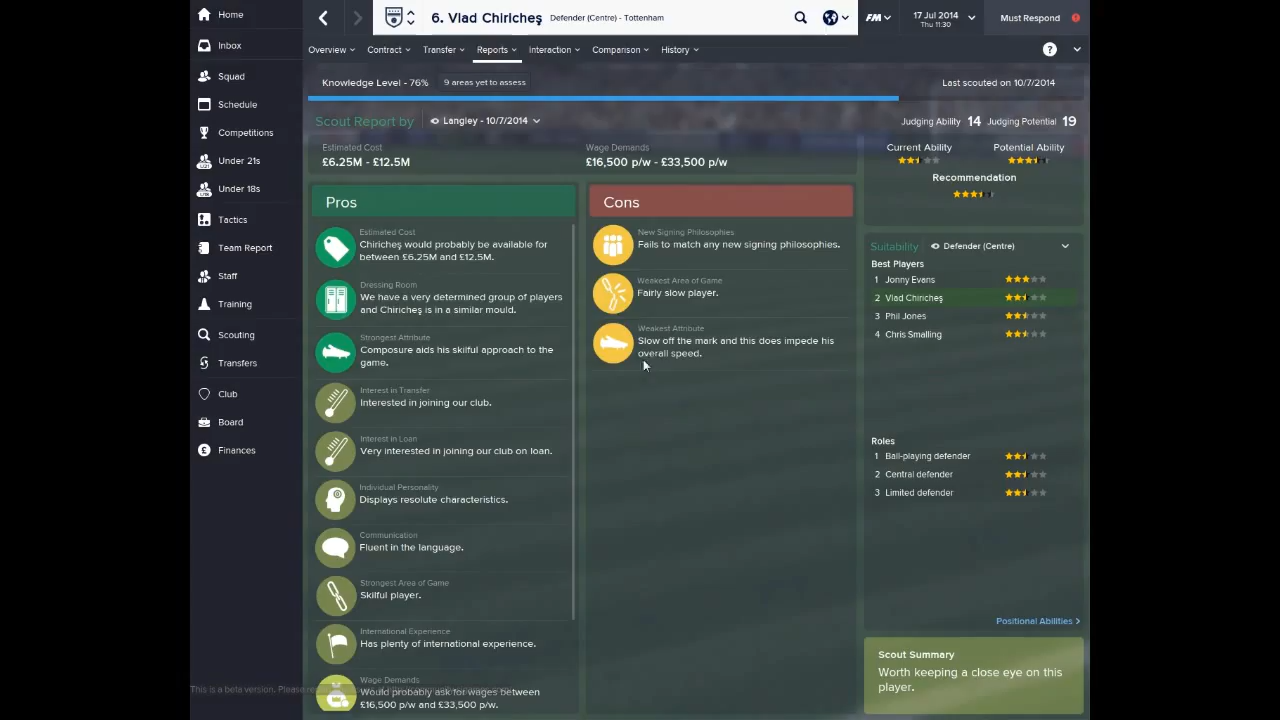 Home
Inbox
Squad
Schedule
Competitions
Under 21s
Under 18s
Tactics
Team Report
Staff
Training
Scouting
Transfers
Club
Board
Finances
6. Vlad Chiricheş Defender (Centre) - Tottenham
FM
17 Jul 2014
Thu 11:30
Must Respond
Overview
Contract
Transfer
Reports
Interaction
Comparison
History
?
Knowledge Level - 76%
9 areas yet to assess
Last scouted on 10/7/2014
Scout Report by
Langley - 10/7/2014
Judging Ability 14
Judging Potential 19
Estimated Cost
£6.25M - £12.5M
Wage Demands
£16,500 p/w - £33,500 p/w
Current Ability
Potential Ability
Recommendation
Pros
Estimated Cost
Chiricheş would probably be available for
between £6.25M and £12.5M.
Dressing Room
We have a very determined group of players
and Chiricheş is in a similar mould.
Strongest Attribute
Composure aids his skilful approach to the
game.
Interest in Transfer
Interested in joining our club.
Interest in Loan
Very interested in joining our club on loan.
Individual Personality
Displays resolute characteristics.
Communication
Fluent in the language.
Strongest Area of Game
Skilful player.
International Experience
Has plenty of international experience.
Wage Demands
Would probably ask for wages between
£16,500 p/w and £33,500 p/w.
Cons
New Signing Philosophies
Fails to match any new signing philosophies.
Weakest Area of Game
Fairly slow player.
Weakest Attribute
Slow off the mark and this does impede his
overall speed.
Suitability
Defender (Centre)
Best Players
1 Jonny Evans
2 Vlad Chiricheş
3 Phil Jones
4 Chris Smalling
Roles
1 Ball-playing defender
2 Central defender
3 Limited defender
Positional Abilities >
Scout Summary
Worth keeping a close eye on this
player.
This is a beta version. Please